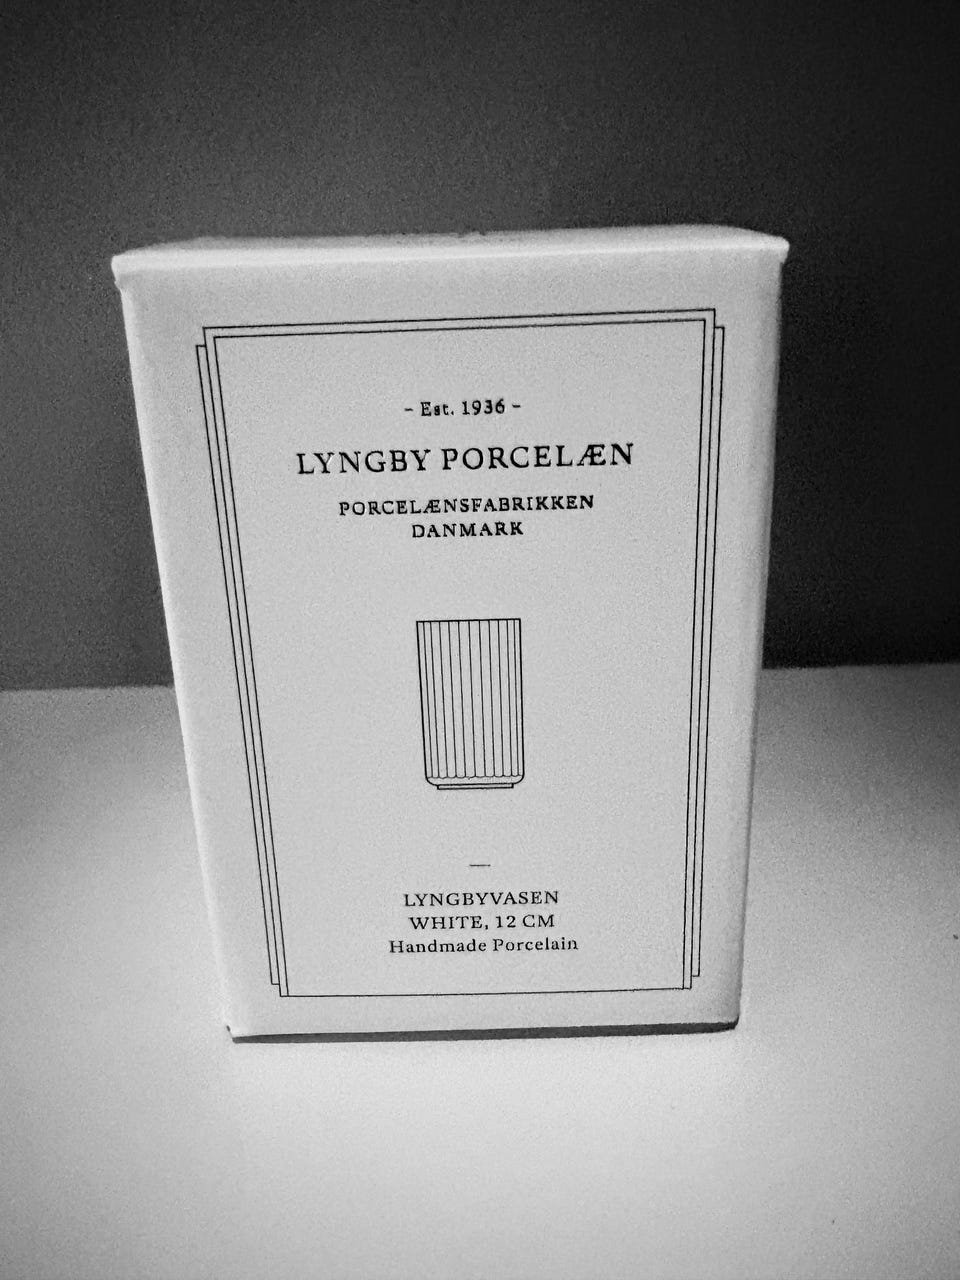 - Est. 1936 -
LYNGBY PORCELÆN
PORCELÆNSFABRIKKEN
DANMARK
LYNGBYVASEN
WHITE, 12 CM
Handmade Porcelain